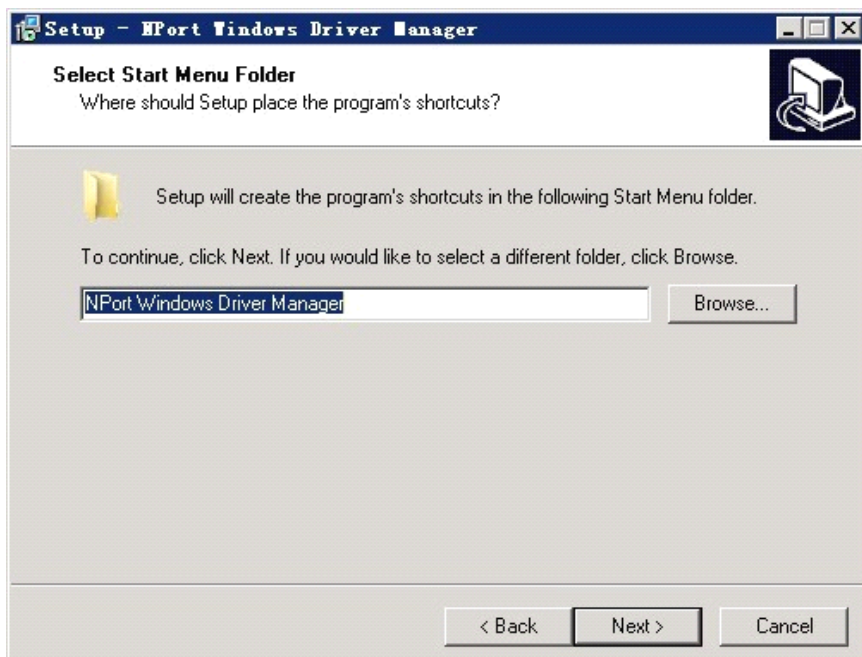 Setup - NPort Windows Driver Manager
Select Start Menu Folder
Where should Setup place the program's shortcuts?
Setup will create the program's shortcuts in the following Start Menu folder.
To continue, click Next. If you would like to select a different folder, click Browse.
NPort Windows Driver Manager
Browse...
< Back
Next >
Cancel